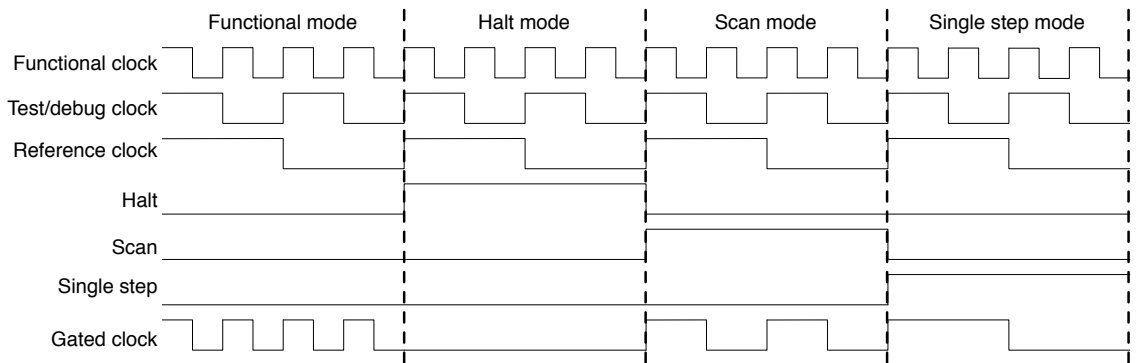 Functional mode
Halt mode
Scan mode
Single step mode
Functional clock
Test/debug clock
Reference clock
Halt
Scan
Single step
Gated clock